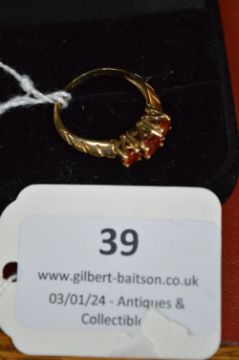 39
www.gilbert-baitson.co.uk
03/01/24 - Antiques &
Collectible